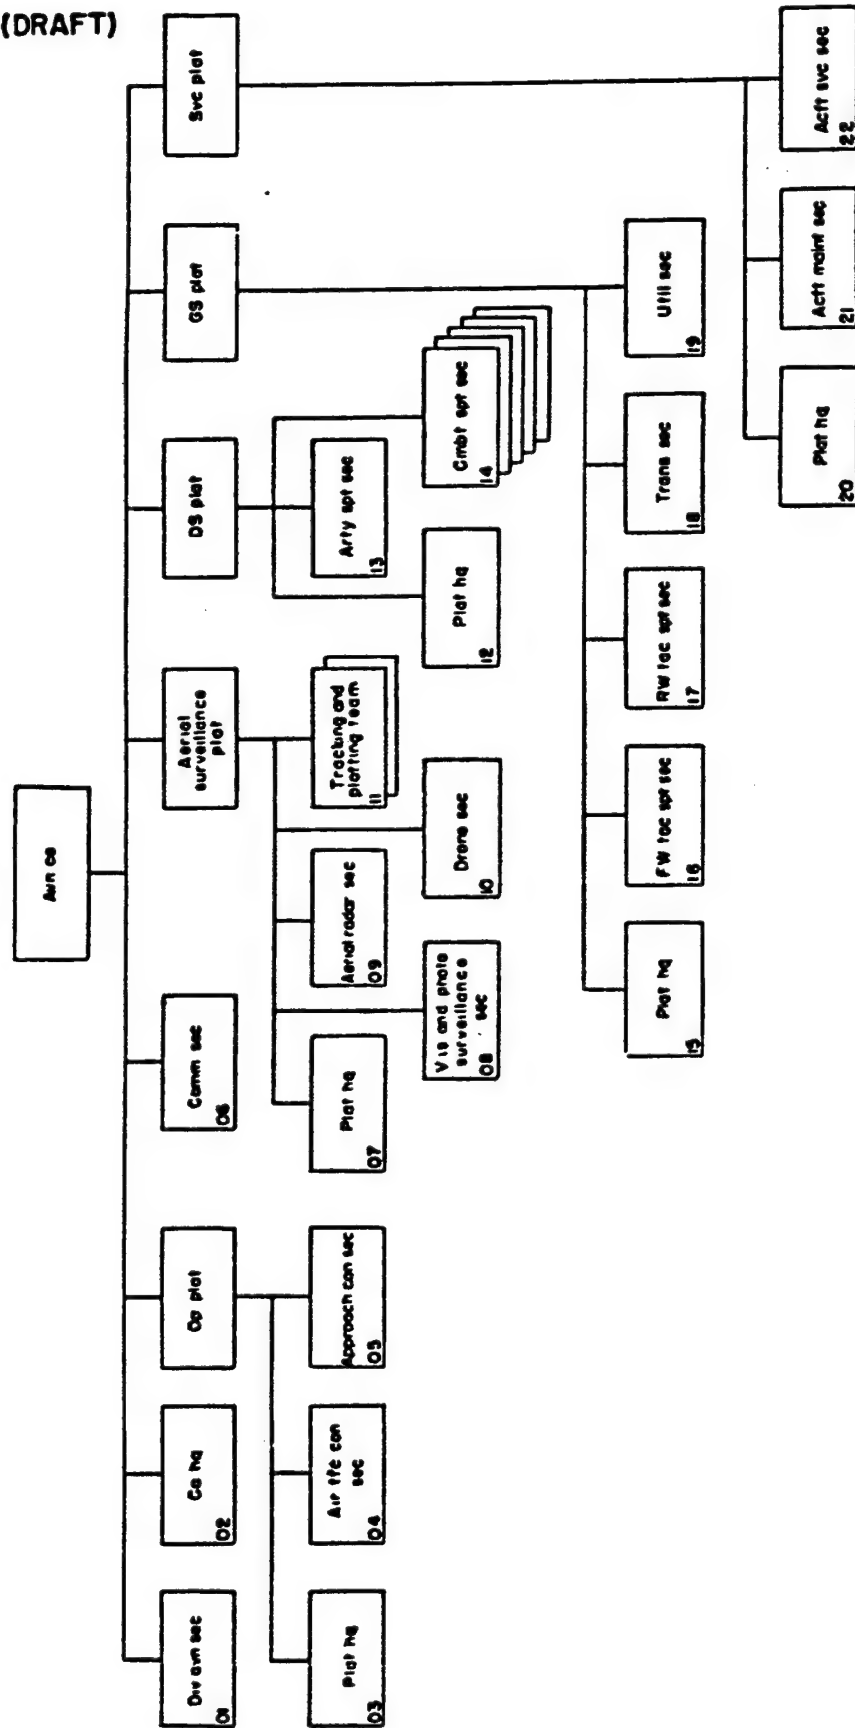 (DRAFT)
Avn co
Div avn sec
01
Co hq
02
Op plat
Comm sec
06
Aerial
surveillance
plat
DS plat
GS plat
Svc plat
Plat hq
03
Air tfc con
sec
04
Approach con sec
05
Plat hq
07
Vis and photo
surveillance
sec
08
Aerial radar sec
09
Drone sec
10
Tracking and
plotting team
11
Plat hq
12
Arty spt sec
13
Cmbt spt sec
14
Plat hq
15
FW tac spt sec
16
RW tac spt sec
17
Trans sec
18
Util sec
19
Plat hq
20
Acft maint sec
21
Acft svc sec
22